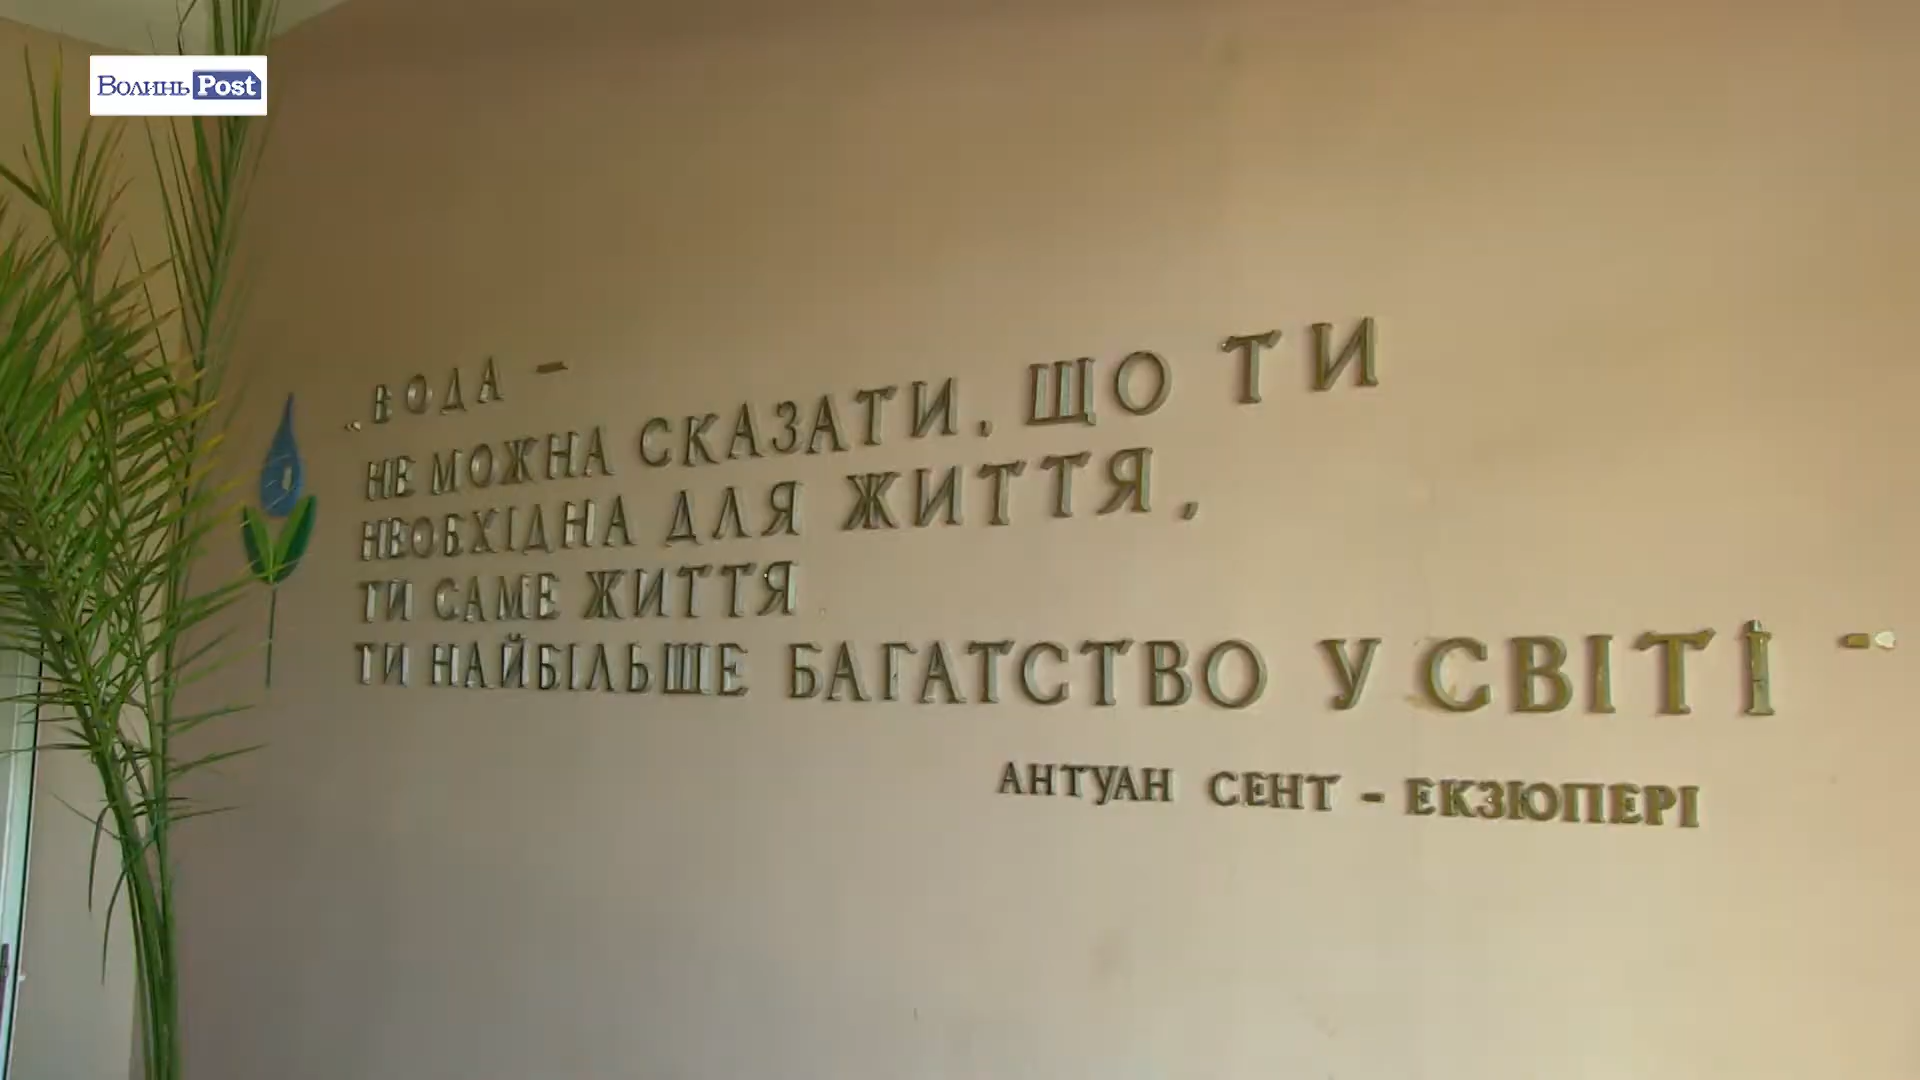 Волинь Post
„ВОДА –
НЕ МОЖНА СКАЗАТИ, ЩО ТИ
НЕОБХІДНА ДЛЯ ЖИТТЯ,
ТИ САМЕ ЖИТТЯ
ТИ НАЙБІЛЬШЕ БАГАТСТВО У СВІТІ "
АНТУАН СЕНТ - ЕКЗЮПЕРІ